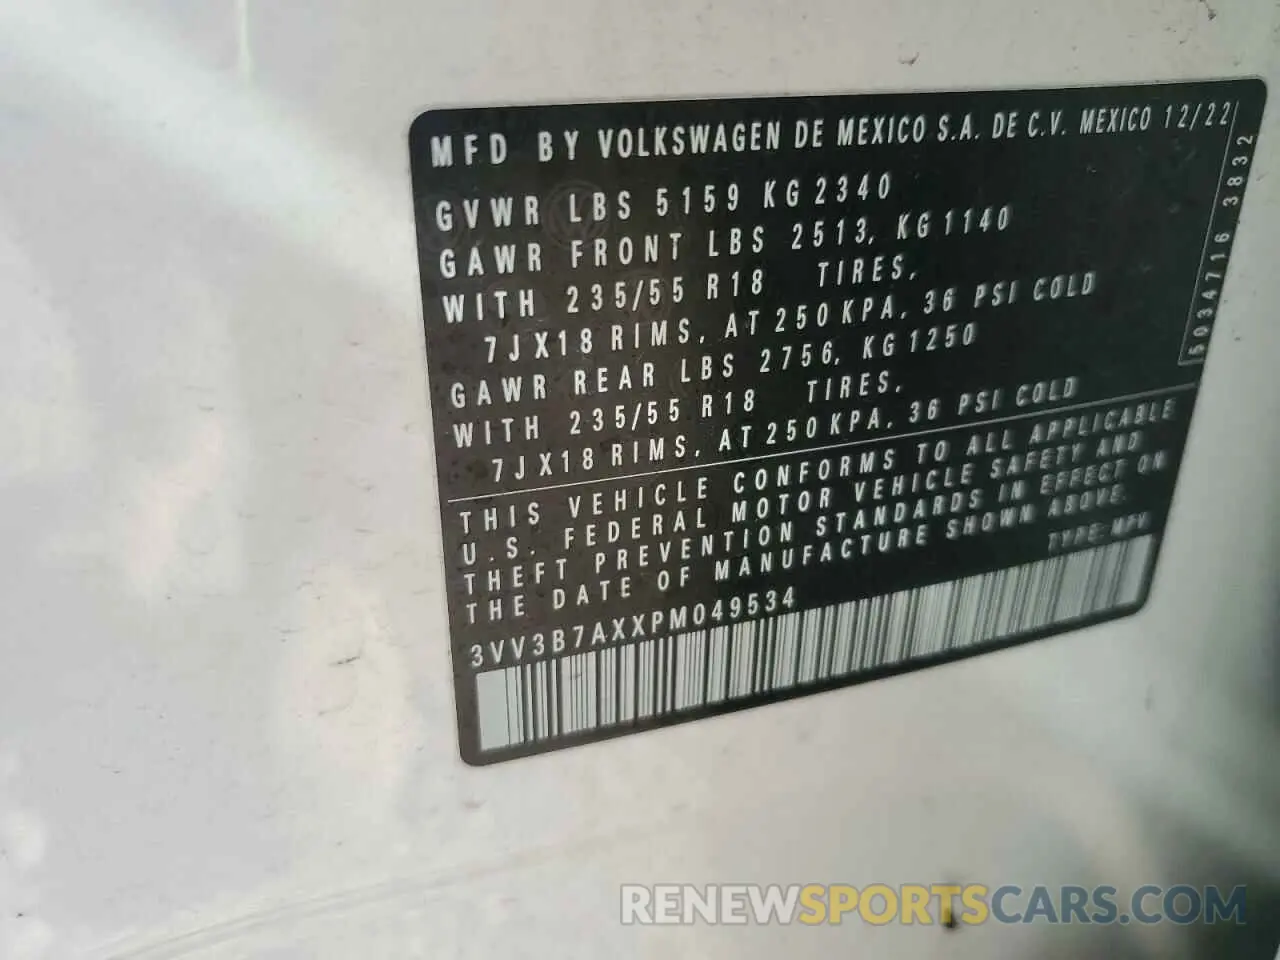 MFD BY VOLKSWAGEN DE MEXICO S.A. DE C.V. MEXICO 12/22
GVWR LBS 5159 KG 2340
GAWR FRONT LBS 2513, KG 1140
WITH 235/55 R18 TIRES,
7JX18 RIMS, AT 250 KPA, 36 PSI COLD
GAWR REAR LBS 2756, KG 1250
WITH 235/55 R18 TIRES,
7JX18 RIMS, AT 250 KPA, 36 PSI COLD
THIS VEHICLE CONFORMS TO ALL APPLICABLE
U.S. FEDERAL MOTOR VEHICLE SAFETY AND
THEFT PREVENTION STANDARDS IN EFFECT ON
THE DATE OF MANUFACTURE SHOWN ABOVE.
TYPE: MPV
3VV3B7AXXPM049534
50347716 3832
RENEWSPORTSCARS.COM